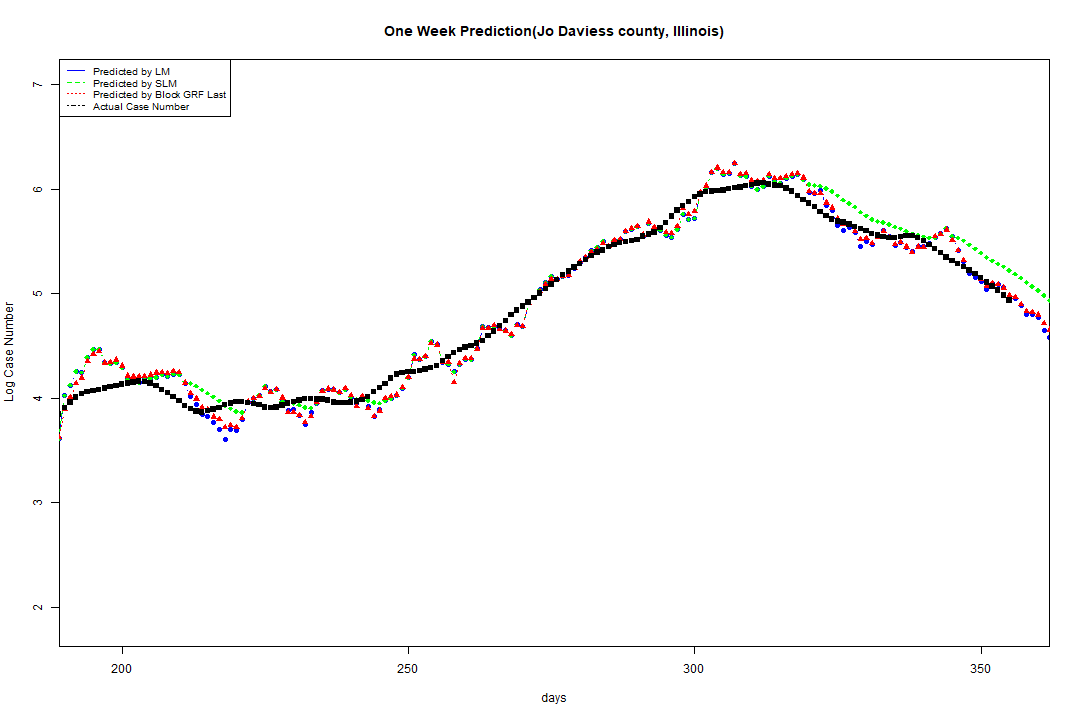 One Week Prediction(Jo Daviess county, Illinois)
Predicted by LM
Predicted by SLM
Predicted by Block GRF Last
Actual Case Number
7
6
5
4
3
2
Log Case Number
200
250
300
350
days